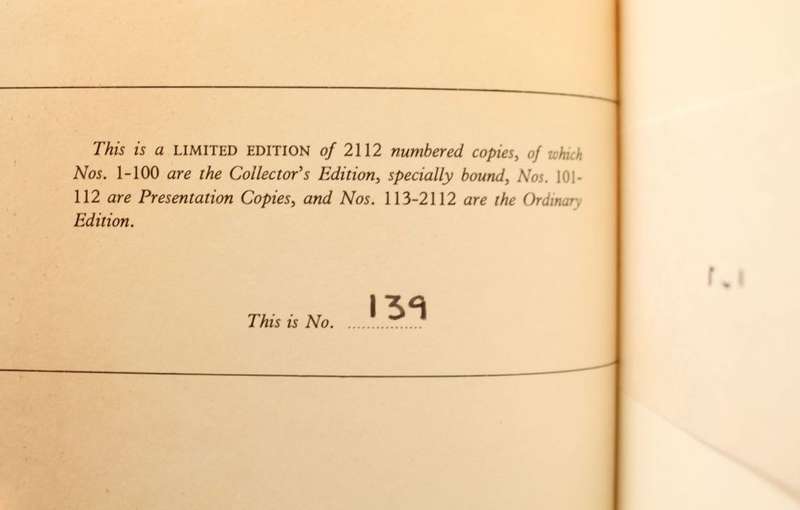 This is a LIMITED EDITION of 2112 numbered copies, of which
Nos. 1-100 are the Collector's Edition, specially bound, Nos. 101-
112 are Presentation Copies, and Nos. 113-2112 are the Ordinary
Edition.
This is No. 139